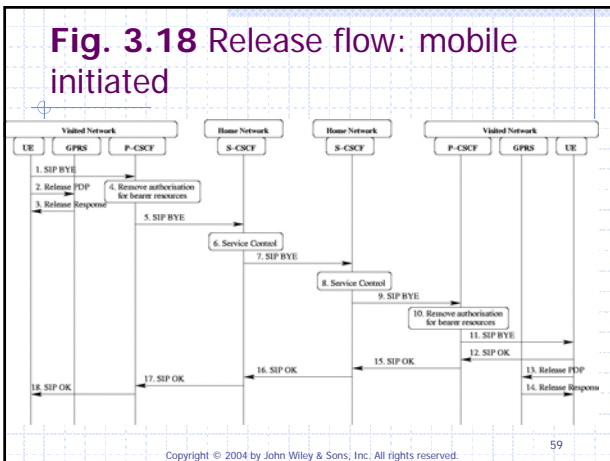 Fig. 3.18 Release flow: mobile
initiated
Visited Network
Home Network
Home Network
Visited Network
UE
GPRS
P-CSCF
S-CSCF
S-CSCF
P-CSCF
GPRS
UE
1. SIP BYE
2. Release PDP
3. Release Response
4. Remove authorisation
for bearer resources
5. SIP BYE
6. Service Control
7. SIP BYE
8. Service Control
9. SIP BYE
10. Remove authorisation
for bearer resources
11. SIP BYE
12. SIP OK
13. Release PDP
14. Release Response
15. SIP OK
16. SIP OK
17. SIP OK
18. SIP OK
59
Copyright © 2004 by John Wiley & Sons, Inc. All rights reserved.